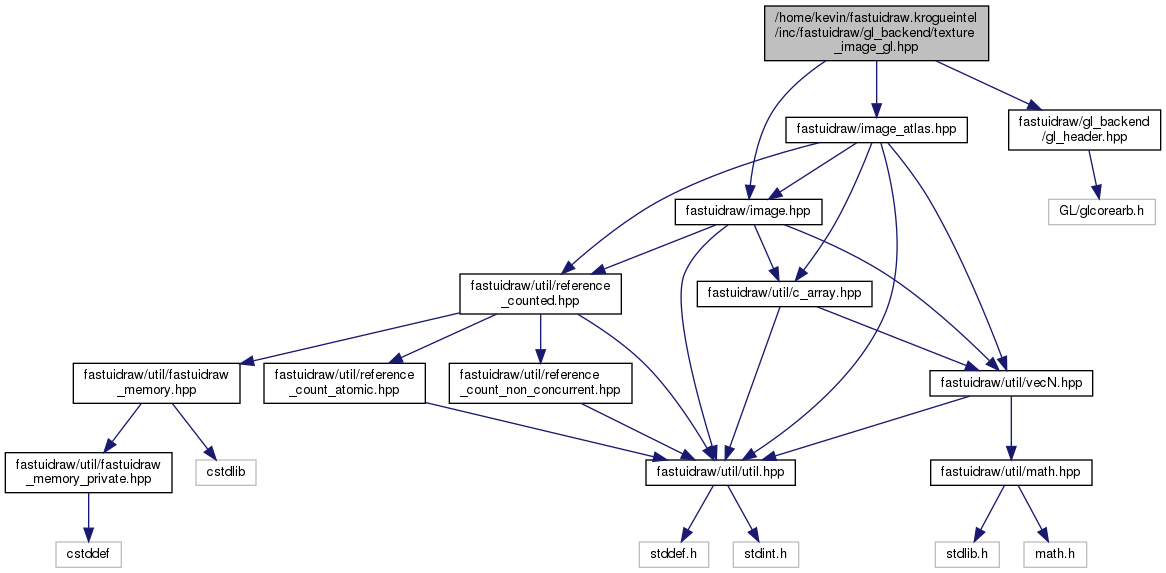 /home/kevin/fastuidraw.krogueintel
/inc/fastuidraw/gl_backend/texture
_image_gl.hpp
fastuidraw/image_atlas.hpp
fastuidraw/gl_backend
/gl_header.hpp
fastuidraw/image.hpp
GL/glcorearb.h
fastuidraw/util/reference
_counted.hpp
fastuidraw/util/c_array.hpp
fastuidraw/util/fastuidraw
_memory.hpp
fastuidraw/util/reference
_count_atomic.hpp
fastuidraw/util/reference
_count_non_concurrent.hpp
fastuidraw/util/vecN.hpp
fastuidraw/util/fastuidraw
_memory_private.hpp
cstdlib
fastuidraw/util/util.hpp
fastuidraw/util/math.hpp
cstddef
stddef.h
stdint.h
stdlib.h
math.h